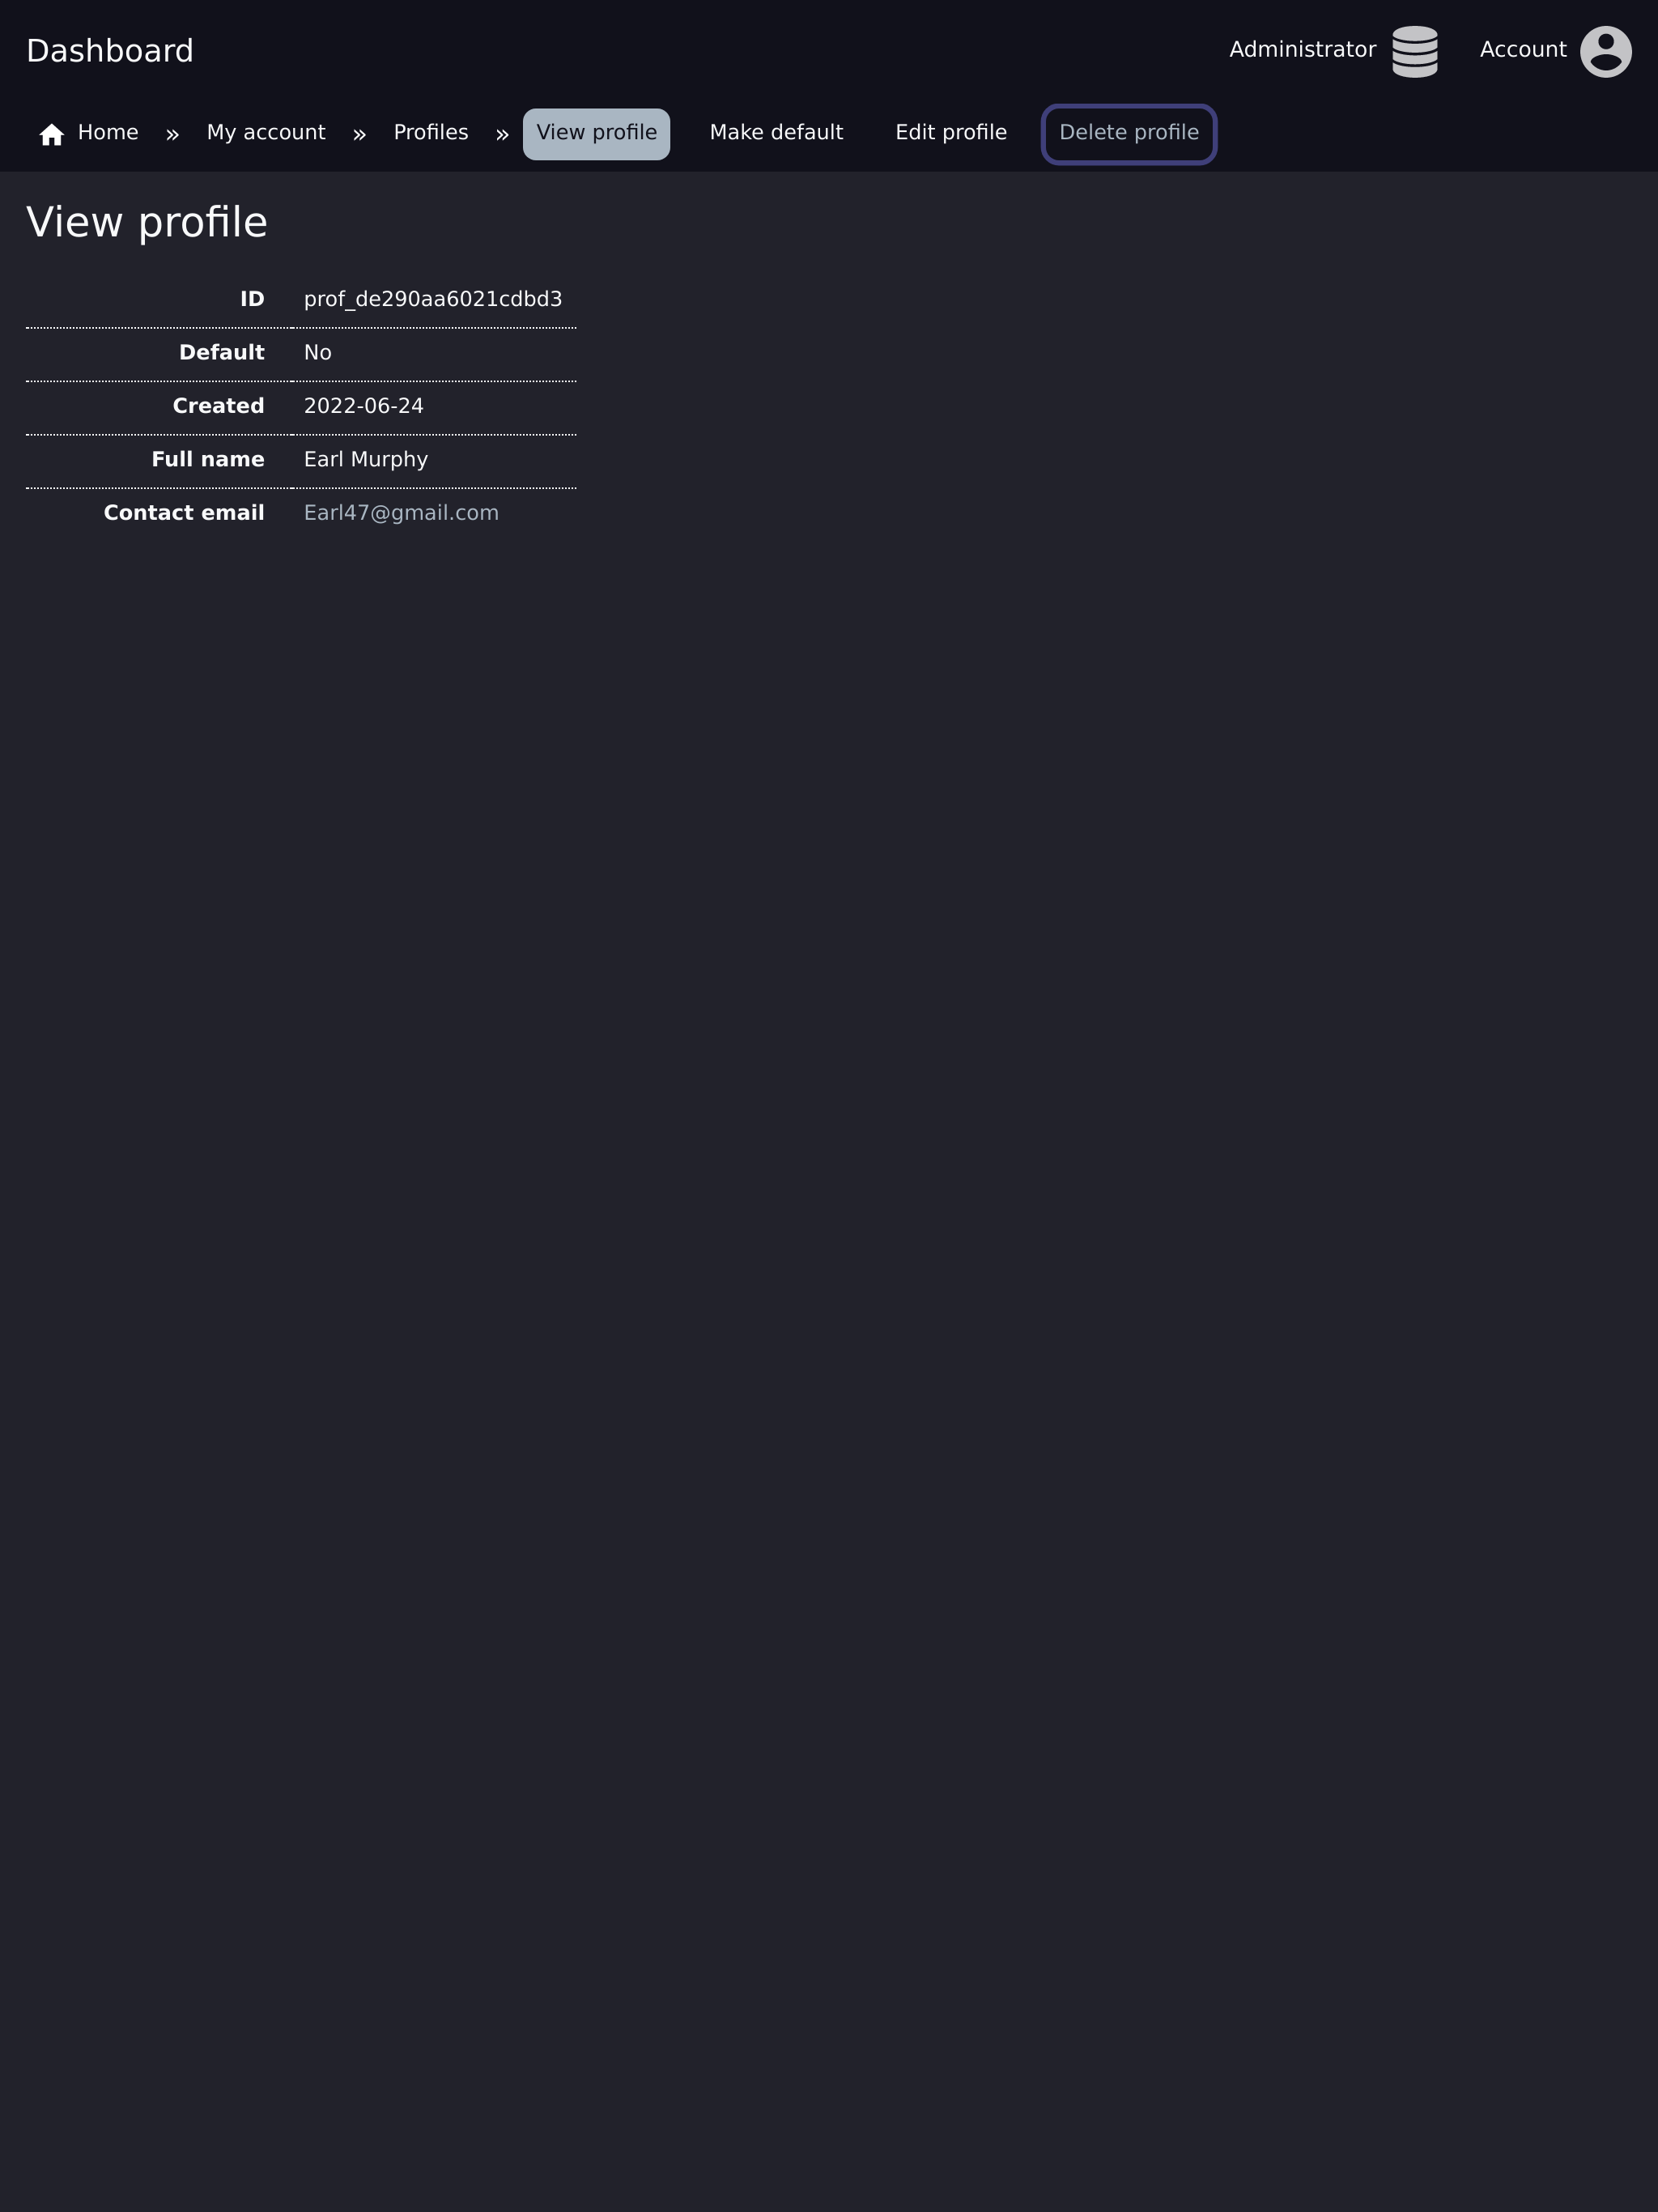 Dashboard Administrator Account
Home » My account » Profiles » View profile Make default Edit profile Delete profile
View profile
ID prof_de290aa6021cdbd3
Default No
Created 2022-06-24
Full name Earl Murphy
Contact email Earl47@gmail.com